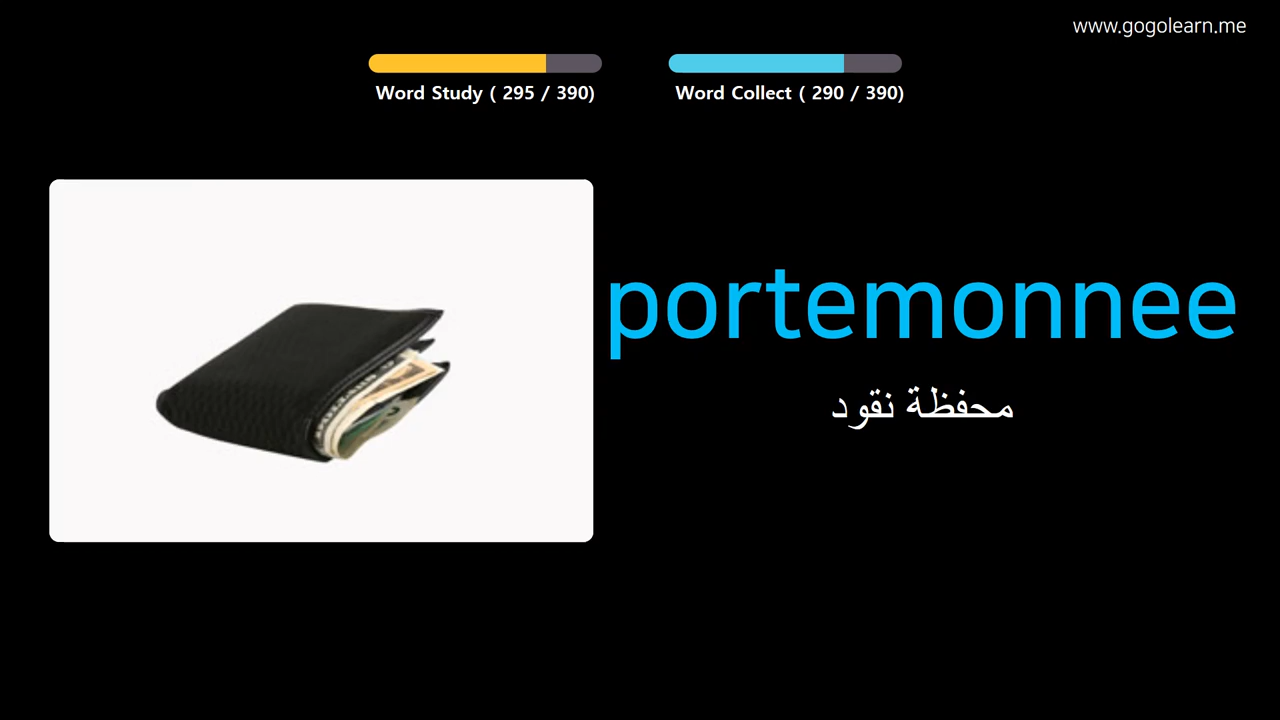 www.gogolearn.me
Word Study ( 295 / 390)
Word Collect ( 290 / 390)
portemonnee
محفظة نقود